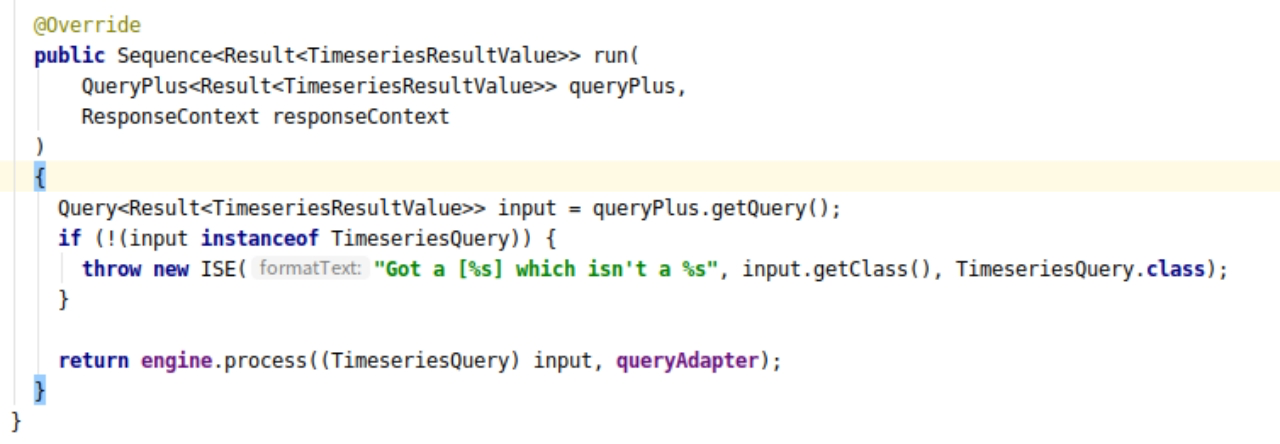 @Override
public Sequence<Result<TimeseriesResultValue>> run(
QueryPlus<Result<TimeseriesResultValue>> queryPlus,
ResponseContext responseContext
)
{
Query<Result<TimeseriesResultValue>> input = queryPlus.getQuery();
if (!(input instanceof TimeseriesQuery)) {
throw new ISE( formatText: "Got a [%s] which isn't a %s", input.getClass(), TimeseriesQuery.class);
}
return engine.process((TimeseriesQuery) input, queryAdapter);
}
}